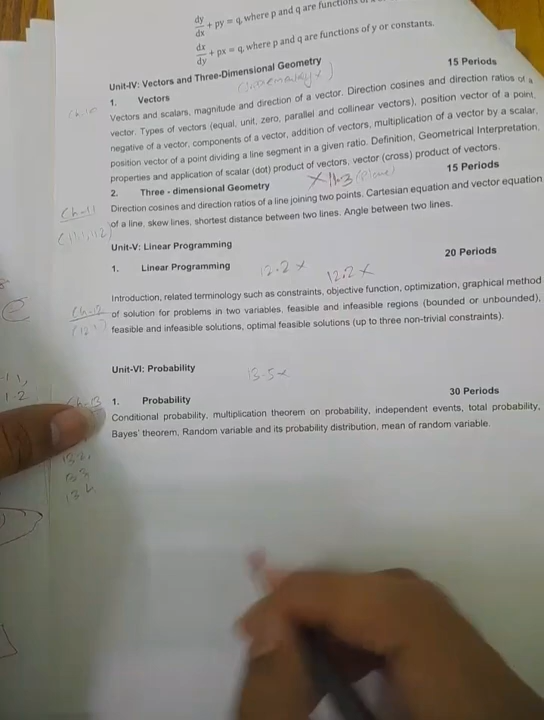 dy/dx + py = q, where p and q are functions of
dx/dy + px = q, where p and q are functions of y or constants.
Unit-IV: Vectors and Three-Dimensional Geometry
1. Vectors 15 Periods
Vectors and scalars, magnitude and direction of a vector. Direction cosines and direction ratios of a
vector. Types of vectors (equal, unit, zero, parallel and collinear vectors), position vector of a point,
negative of a vector, components of a vector, addition of vectors, multiplication of a vector by a scalar,
position vector of a point dividing a line segment in a given ratio. Definition, Geometrical Interpretation,
properties and application of scalar (dot) product of vectors, vector (cross) product of vectors.
2. Three - dimensional Geometry X 11.3 (Plane) 15 Periods
Ch-11 Direction cosines and direction ratios of a line joining two points. Cartesian equation and vector equation
(11.1, 11.2) of a line, skew lines, shortest distance between two lines. Angle between two lines.
Unit-V: Linear Programming
1. Linear Programming 12.2 x 12.2 x 20 Periods
Introduction, related terminology such as constraints, objective function, optimization, graphical method
Ch-12 of solution for problems in two variables, feasible and infeasible regions (bounded or unbounded),
feasible and infeasible solutions, optimal feasible solutions (up to three non-trivial constraints).
Unit-VI: Probability
13.5 x
Ch-13 1. Probability 30 Periods
Conditional probability, multiplication theorem on probability, independent events, total probability,
Bayes' theorem, Random variable and its probability distribution, mean of random variable.